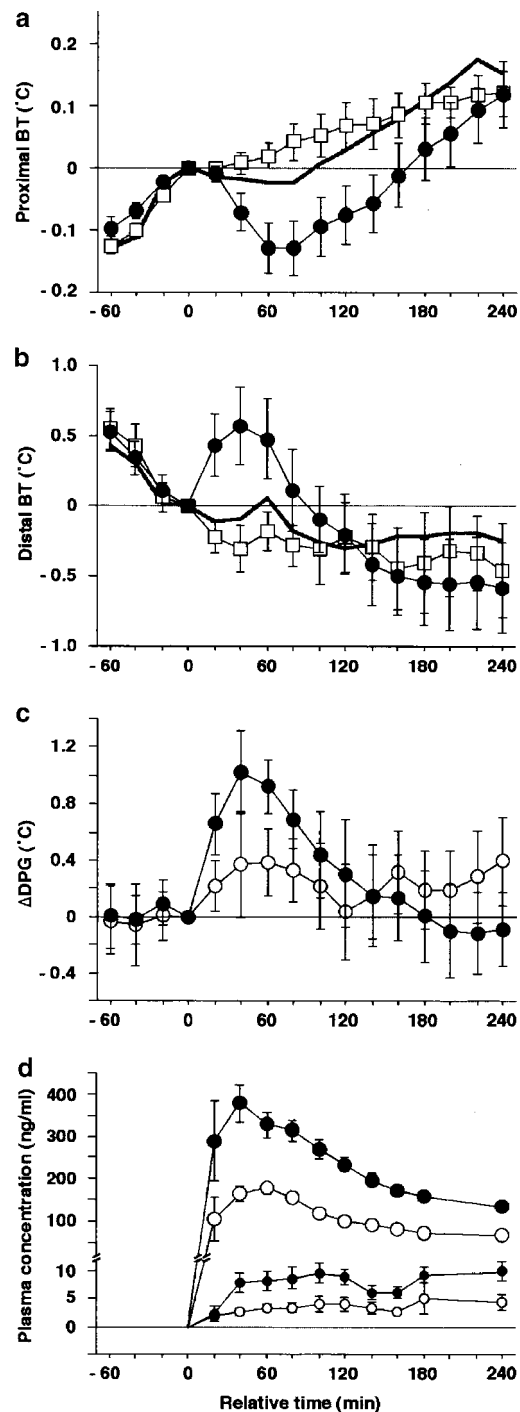 a
0.2
0.1
0
- 0.1
- 0.2
Proximal BT (˚C)
- 60 0 60 120 180 240
b
1.0
0.5
0
- 0.5
- 1.0
Distal BT (˚C)
- 60 0 60 120 180 240
c
1.2
0.8
0.4
0
- 0.4
ΔDPG (˚C)
- 60 0 60 120 180 240
d
400
300
200
100
10
5
0
Plasma concentration (ng/ml)
- 60 0 60 120 180 240
Relative time (min)